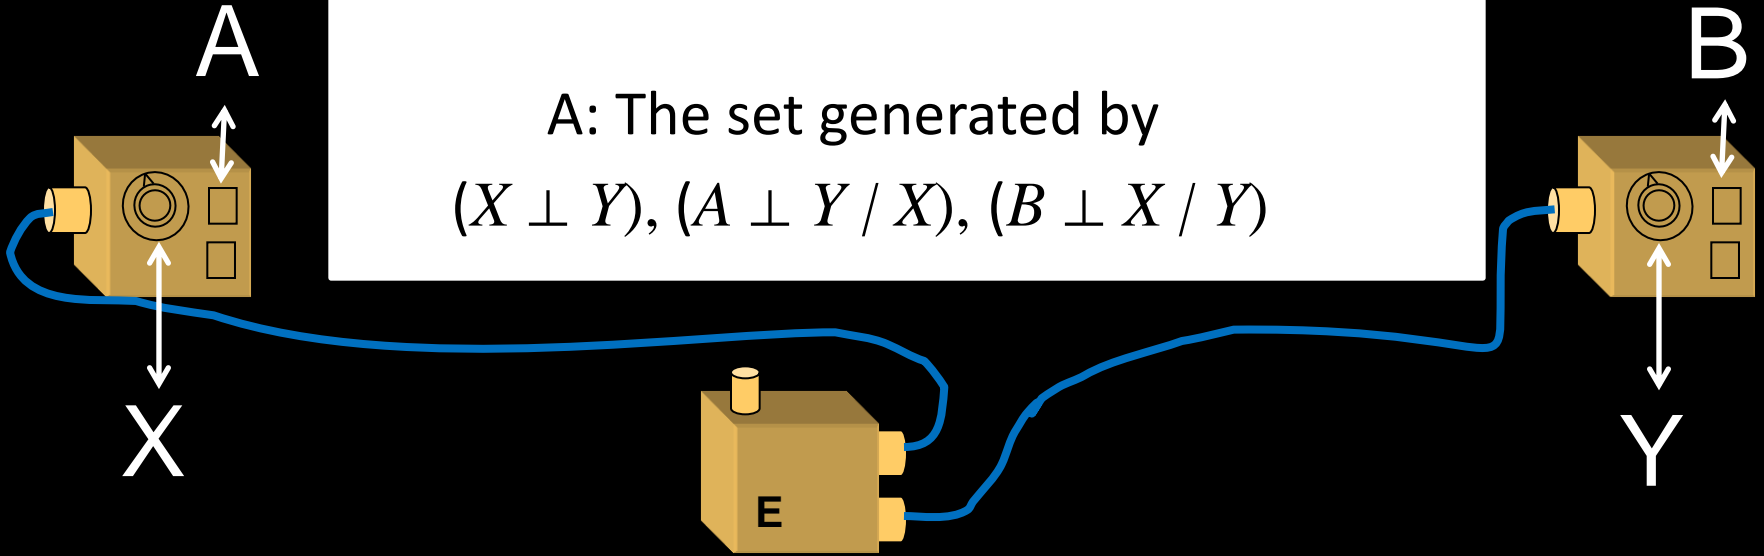 A
B
A: The set generated by
(X ⊥ Y), (A ⊥ Y / X), (B ⊥ X / Y)
X
Y
E